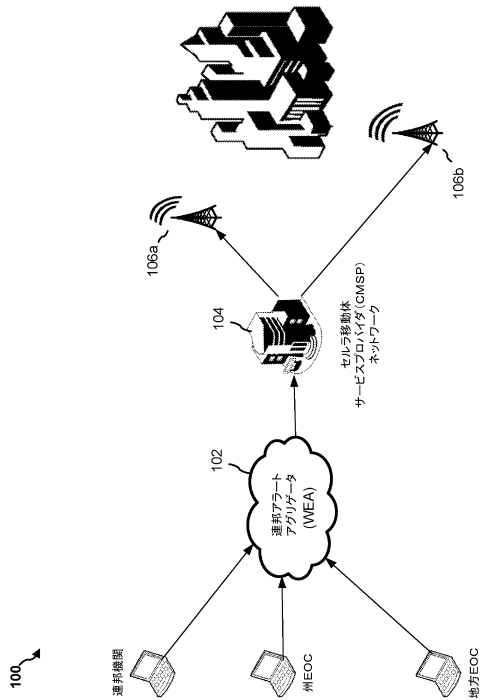 100
連邦機関
州EOC
地方EOC
102
連邦アラート
アグリゲータ
(WEA)
104
セルラ移動体
サービスプロバイダ(CMSP)
ネットワーク
106a
106b